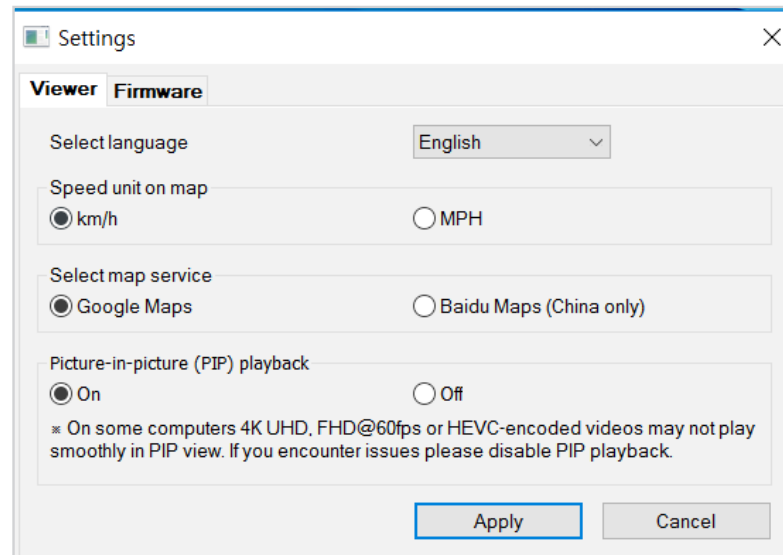 Settings
Viewer Firmware
Select language English
Speed unit on map
km/h MPH
Select map service
Google Maps Baidu Maps (China only)
Picture-in-picture (PIP) playback
On Off
※ On some computers 4K UHD, FHD@60fps or HEVC-encoded videos may not play
smoothly in PIP view. If you encounter issues please disable PIP playback.
Apply Cancel